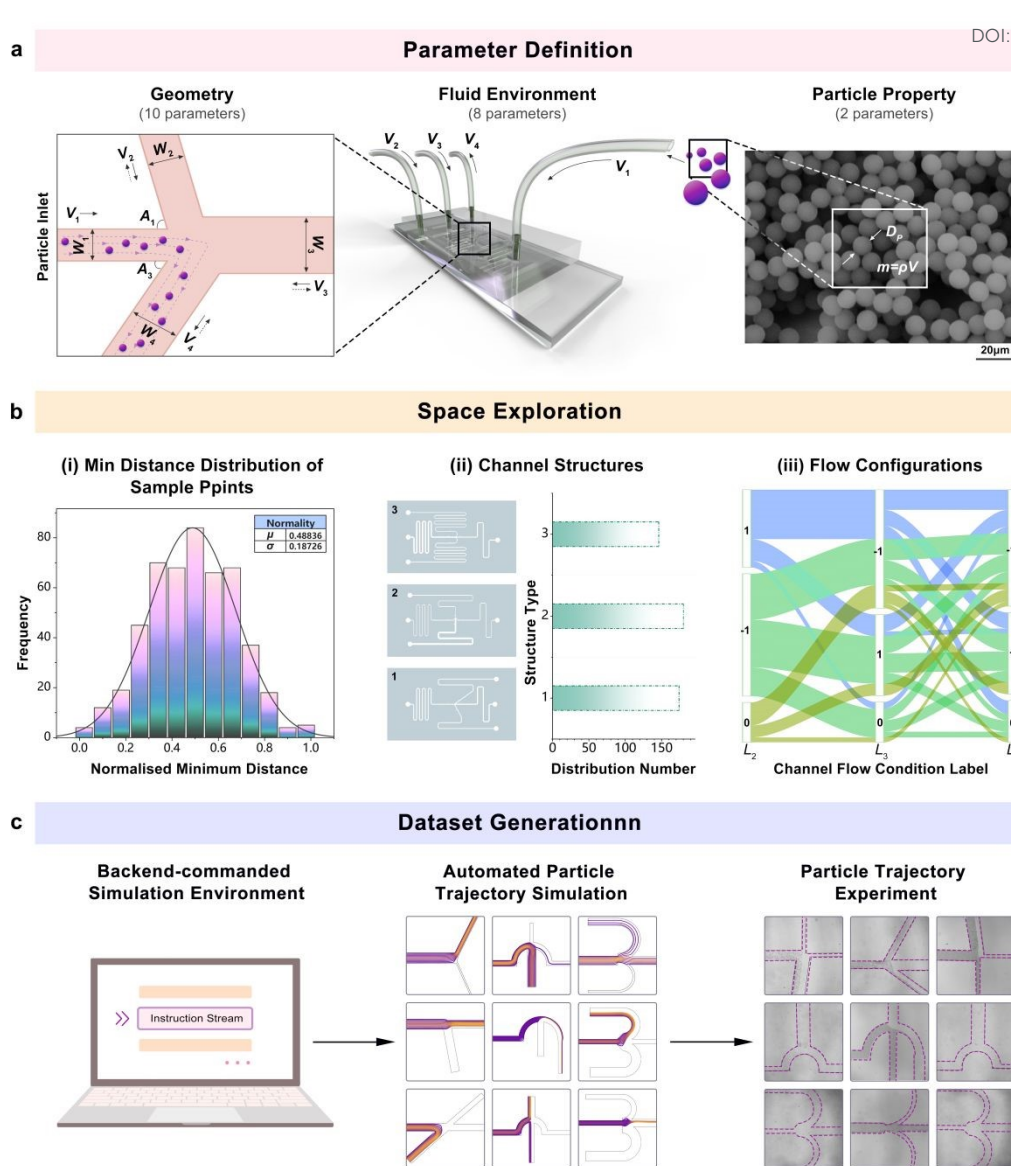 DOI:
a
Parameter Definition
Geometry
(10 parameters)
Fluid Environment
(8 parameters)
Particle Property
(2 parameters)
Particle Inlet
V2
W2
V1
A1
W1
A3
W3
V3
W4
V4
V2
V3
V4
V1
DP
m=ρV
20μm
b
Space Exploration
(i) Min Distance Distribution of
Sample Ppints
Normality
μ 0.48836
σ 0.18726
Frequency
80
60
40
20
0
0.0 0.2 0.4 0.6 0.8 1.0
Normalised Minimum Distance
(ii) Channel Structures
3
2
1
Structure Type
3
2
1
0 50 100 150
Distribution Number
(iii) Flow Configurations
1
-1
0
-1
1
0
L2
L3
L
Channel Flow Condition Label
c
Dataset Generationnn
Backend-commanded
Simulation Environment
Instruction Stream
Automated Particle
Trajectory Simulation
Particle Trajectory
Experiment